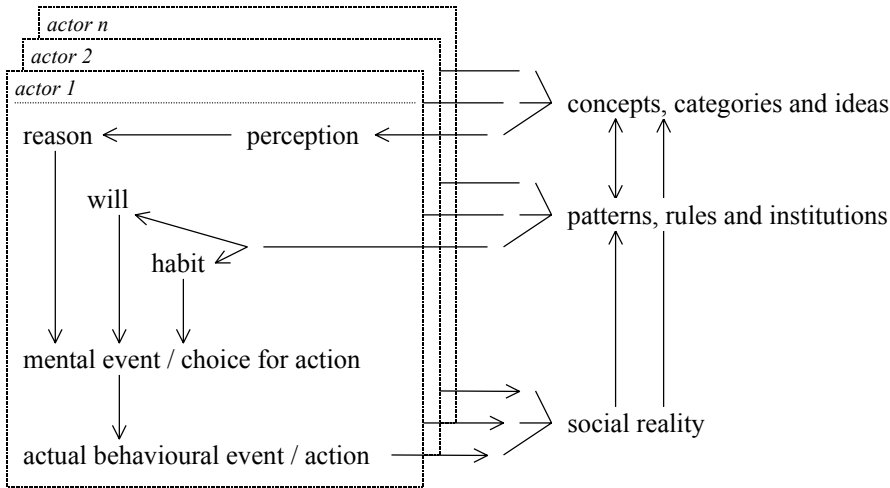 actor n
actor 2
actor 1
concepts, categories and ideas
reason
perception
will
patterns, rules and institutions
habit
mental event / choice for action
social reality
actual behavioural event / action